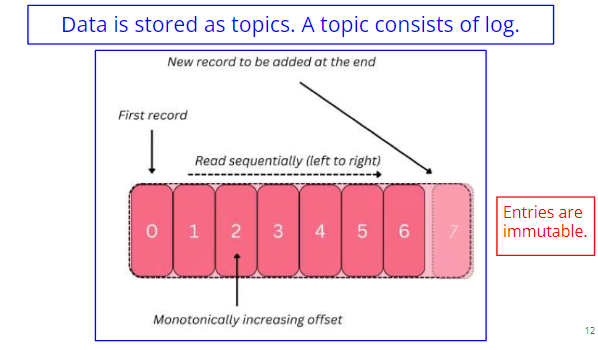 Data is stored as topics. A topic consists of log.
New record to be added at the end
First record
Read sequentially (left to right)
0 1 2 3 4 5 6 7
Monotonically increasing offset
Entries are
immutable.
12